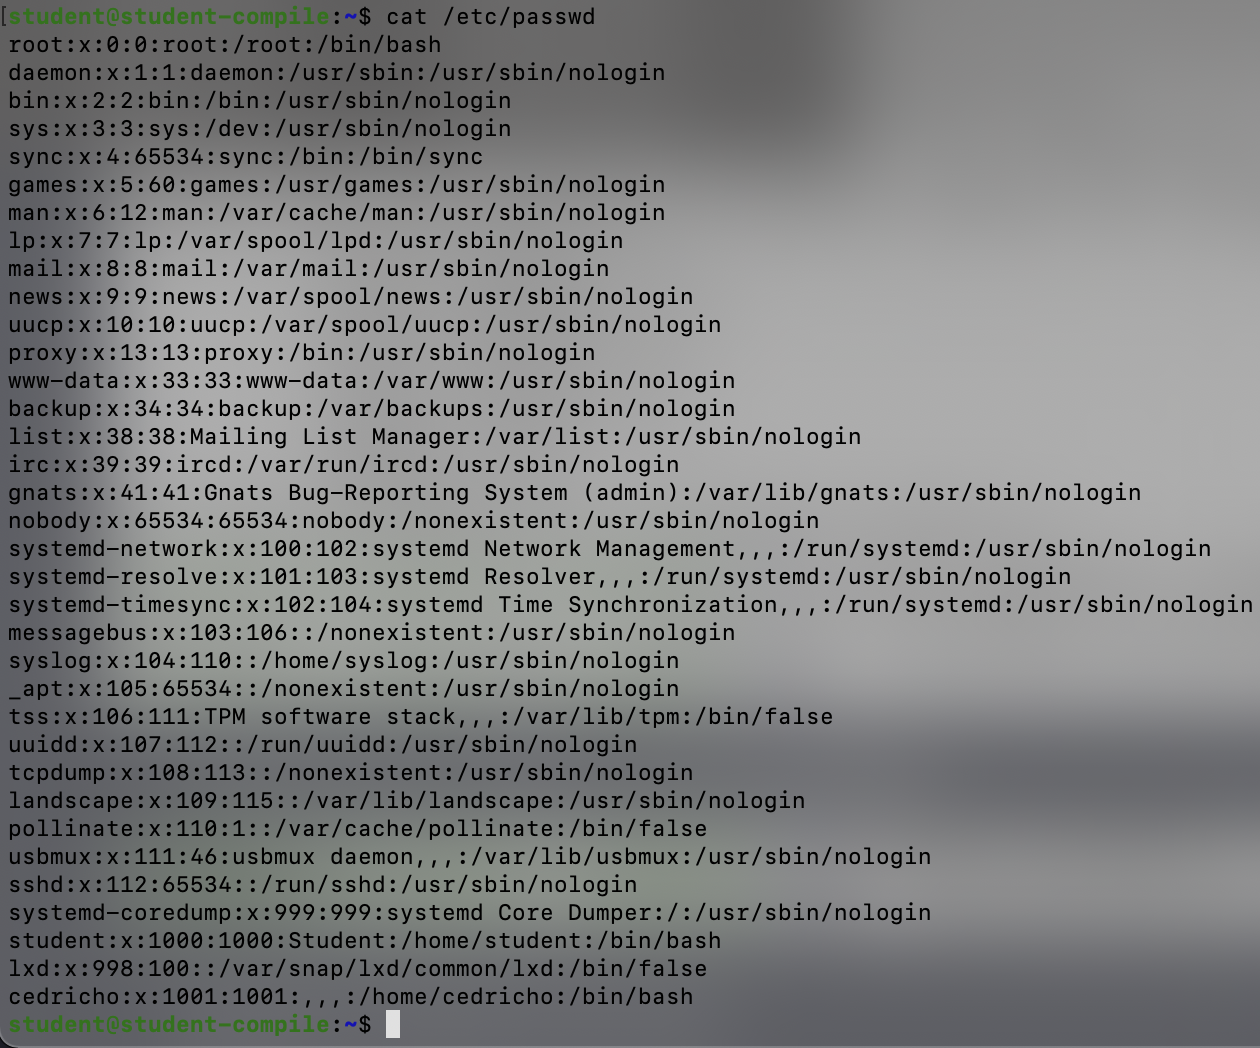 [student@student-compile:~$ cat /etc/passwd
root:x:0:0:root:/root:/bin/bash
daemon:x:1:1:daemon:/usr/sbin:/usr/sbin/nologin
bin:x:2:2:bin:/bin:/usr/sbin/nologin
sys:x:3:3:sys:/dev:/usr/sbin/nologin
sync:x:4:65534:sync:/bin:/bin/sync
games:x:5:60:games:/usr/games:/usr/sbin/nologin
man:x:6:12:man:/var/cache/man:/usr/sbin/nologin
lp:x:7:7:lp:/var/spool/lpd:/usr/sbin/nologin
mail:x:8:8:mail:/var/mail:/usr/sbin/nologin
news:x:9:9:news:/var/spool/news:/usr/sbin/nologin
uucp:x:10:10:uucp:/var/spool/uucp:/usr/sbin/nologin
proxy:x:13:13:proxy:/bin:/usr/sbin/nologin
www-data:x:33:33:www-data:/var/www:/usr/sbin/nologin
backup:x:34:34:backup:/var/backups:/usr/sbin/nologin
list:x:38:38:Mailing List Manager:/var/list:/usr/sbin/nologin
irc:x:39:39:ircd:/var/run/ircd:/usr/sbin/nologin
gnats:x:41:41:Gnats Bug-Reporting System (admin):/var/lib/gnats:/usr/sbin/nologin
nobody:x:65534:65534:nobody:/nonexistent:/usr/sbin/nologin
systemd-network:x:100:102:systemd Network Management,,,:/run/systemd:/usr/sbin/nologin
systemd-resolve:x:101:103:systemd Resolver,,,:/run/systemd:/usr/sbin/nologin
systemd-timesync:x:102:104:systemd Time Synchronization,,,:/run/systemd:/usr/sbin/nologin
messagebus:x:103:106::/nonexistent:/usr/sbin/nologin
syslog:x:104:110::/home/syslog:/usr/sbin/nologin
_apt:x:105:65534::/nonexistent:/usr/sbin/nologin
tss:x:106:111:TPM software stack,,,:/var/lib/tpm:/bin/false
uuidd:x:107:112::/run/uuidd:/usr/sbin/nologin
tcpdump:x:108:113::/nonexistent:/usr/sbin/nologin
landscape:x:109:115::/var/lib/landscape:/usr/sbin/nologin
pollinate:x:110:1::/var/cache/pollinate:/bin/false
usbmux:x:111:46:usbmux daemon,,,:/var/lib/usbmux:/usr/sbin/nologin
sshd:x:112:65534::/run/sshd:/usr/sbin/nologin
systemd-coredump:x:999:999:systemd Core Dumper:/:/usr/sbin/nologin
student:x:1000:1000:Student:/home/student:/bin/bash
lxd:x:998:100::/var/snap/lxd/common/lxd:/bin/false
cedricho:x:1001:1001:,,,:/home/cedricho:/bin/bash
student@student-compile:~$